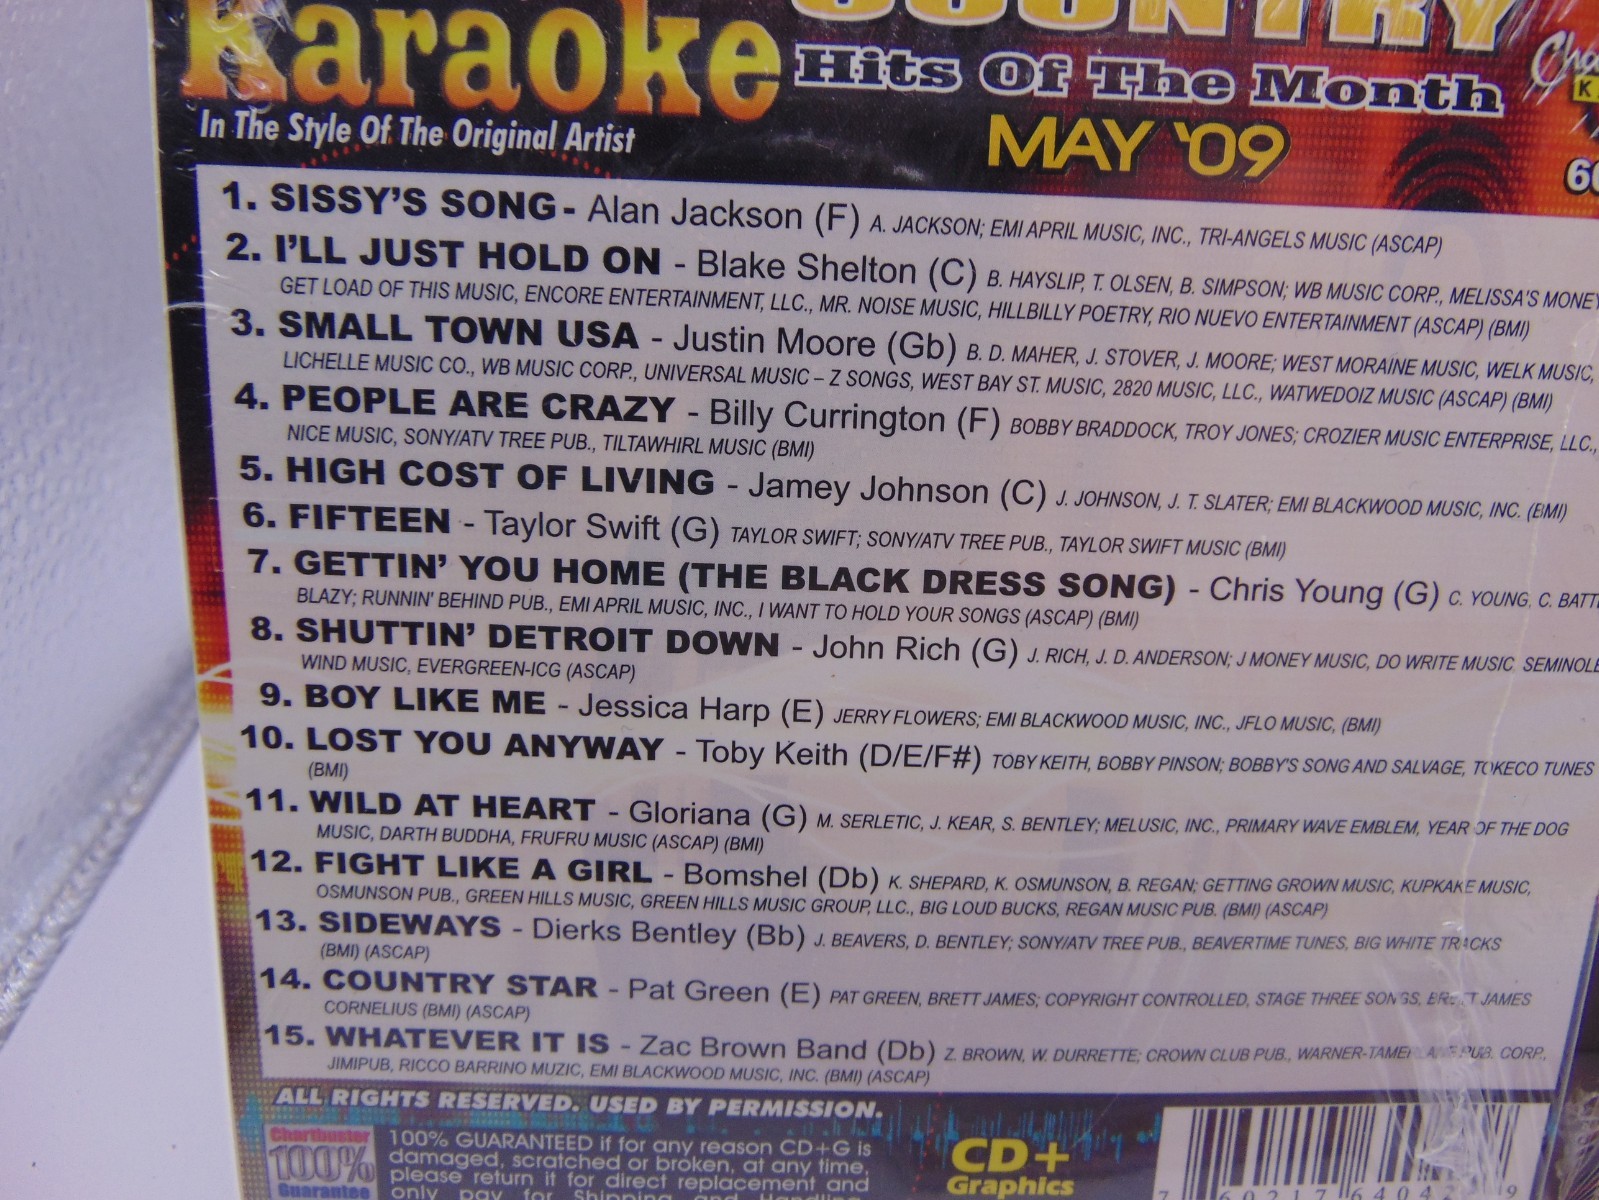 Karaoke COUNTRY
Hits Of The Month
In The Style Of The Original Artist
MAY '09
1. SISSY'S SONG - Alan Jackson (F) A. JACKSON; EMI APRIL MUSIC, INC., TRI-ANGELS MUSIC (ASCAP)
2. I'LL JUST HOLD ON - Blake Shelton (C) B. HAYSLIP, T. OLSEN, B. SIMPSON; WB MUSIC CORP., MELISSA'S MONEY
GET LOAD OF THIS MUSIC, ENCORE ENTERTAINMENT, LLC., MR. NOISE MUSIC, HILLBILLY POETRY, RIO NUEVO ENTERTAINMENT (ASCAP) (BMI)
3. SMALL TOWN USA - Justin Moore (Gb) B. D. MAHER, J. STOVER, J. MOORE; WEST MORAINE MUSIC, WELK MUSIC,
LICHELLE MUSIC CO., WB MUSIC CORP., UNIVERSAL MUSIC – Z SONGS, WEST BAY ST. MUSIC, 2820 MUSIC, LLC., WATWEDOIZ MUSIC (ASCAP) (BMI)
4. PEOPLE ARE CRAZY - Billy Currington (F) BOBBY BRADDOCK, TROY JONES; CROZIER MUSIC ENTERPRISE, LLC.,
NICE MUSIC, SONY/ATV TREE PUB., TILTAWHIRL MUSIC (BMI)
5. HIGH COST OF LIVING - Jamey Johnson (C) J. JOHNSON, J. T. SLATER; EMI BLACKWOOD MUSIC, INC. (BMI)
6. FIFTEEN - Taylor Swift (G) TAYLOR SWIFT; SONY/ATV TREE PUB., TAYLOR SWIFT MUSIC (BMI)
7. GETTIN' YOU HOME (THE BLACK DRESS SONG) - Chris Young (G) C. YOUNG, C. BATT
BLAZY; RUNNIN' BEHIND PUB., EMI APRIL MUSIC, INC., I WANT TO HOLD YOUR SONGS (ASCAP) (BMI)
8. SHUTTIN' DETROIT DOWN - John Rich (G) J. RICH, J. D. ANDERSON; J MONEY MUSIC, DO WRITE MUSIC, SEMINOLE
WIND MUSIC, EVERGREEN-ICG (ASCAP)
9. BOY LIKE ME - Jessica Harp (E) JERRY FLOWERS; EMI BLACKWOOD MUSIC, INC., JFLO MUSIC, (BMI)
10. LOST YOU ANYWAY - Toby Keith (D/E/F#) TOBY KEITH, BOBBY PINSON; BOBBY'S SONG AND SALVAGE, TOKECO TUNES
(BMI)
11. WILD AT HEART - Gloriana (G) M. SERLETIC, J. KEAR, S. BENTLEY; MELUSIC, INC., PRIMARY WAVE EMBLEM, YEAR OF THE DOG
MUSIC, DARTH BUDDHA, FRUFRU MUSIC (ASCAP) (BMI)
12. FIGHT LIKE A GIRL - Bomshel (Db) K. SHEPARD, K. OSMUNSON, B. REGAN; GETTING GROWN MUSIC, KUPKAKE MUSIC,
OSMUNSON PUB., GREEN HILLS MUSIC, GREEN HILLS MUSIC GROUP, LLC., BIG LOUD BUCKS, REGAN MUSIC PUB. (BMI) (ASCAP)
13. SIDEWAYS - Dierks Bentley (Bb) J. BEAVERS, D. BENTLEY; SONY/ATV TREE PUB., BEAVERTIME TUNES, BIG WHITE TRACKS
(BMI) (ASCAP)
14. COUNTRY STAR - Pat Green (E) PAT GREEN, BRETT JAMES; COPYRIGHT CONTROLLED, STAGE THREE SONGS, BRETT JAMES
CORNELIUS (BMI) (ASCAP)
15. WHATEVER IT IS - Zac Brown Band (Db) Z. BROWN, W. DURRETTE; CROWN CLUB PUB., WARNER-TAMERLANE PUB. CORP.,
JIMIPUB, RICCO BARRINO MUZIC, EMI BLACKWOOD MUSIC, INC. (BMI) (ASCAP)
ALL RIGHTS RESERVED. USED BY PERMISSION.
Chartbuster
100%
Guarantee
100% GUARANTEED if for any reason CD+G is
damaged, scratched or broken, at any time,
please return it for direct replacement and
only pay for Shipping and Handling.
CD+
Graphics